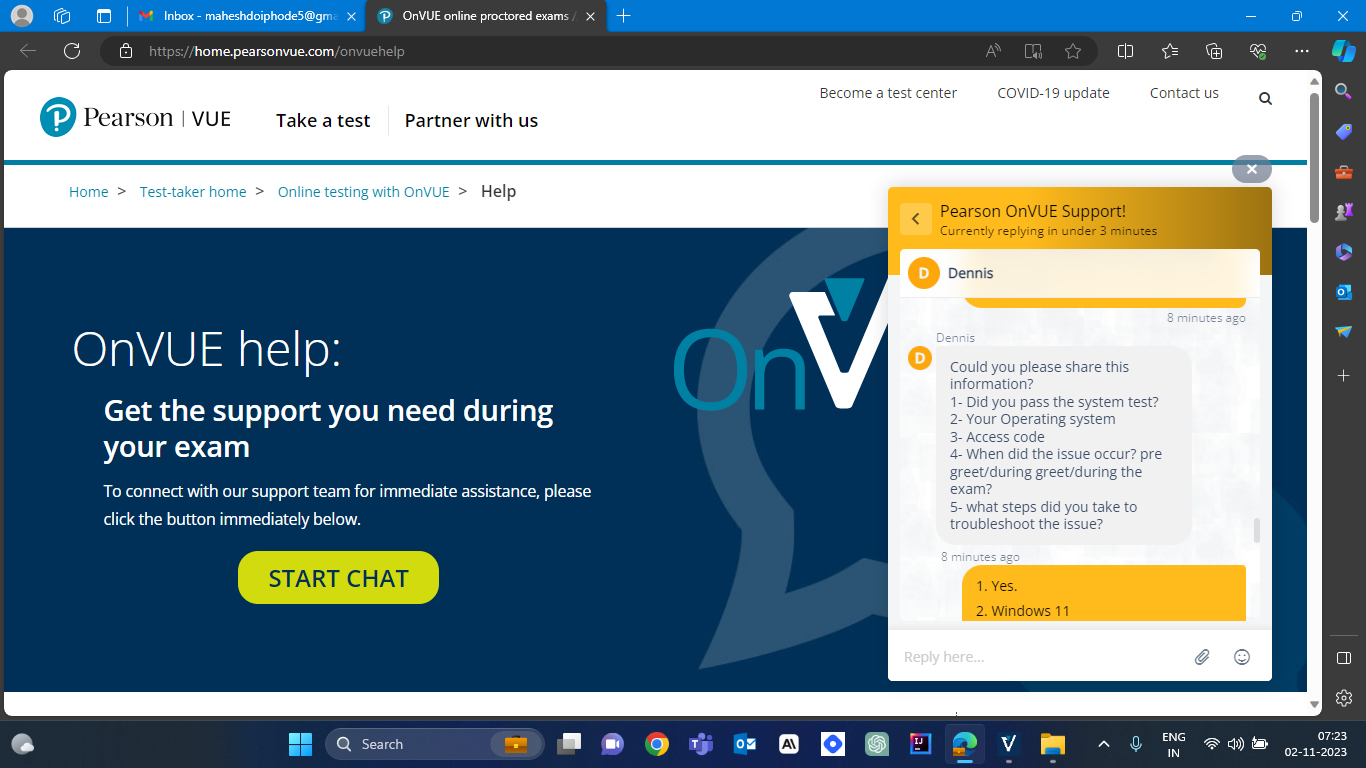 Inbox - maheshdoiphode5@gma
OnVUE online proctored exams /
https://home.pearsonvue.com/onvuehelp
Become a test center
COVID-19 update
Contact us
Pearson | VUE
Take a test
Partner with us
Home > Test-taker home > Online testing with OnVUE > Help
OnVUE help:
Get the support you need during
your exam
To connect with our support team for immediate assistance, please
click the button immediately below.
START CHAT
OnV
Pearson OnVUE Support!
Currently replying in under 3 minutes
D
Dennis
8 minutes ago
Dennis
D
Could you please share this
information?
1- Did you pass the system test?
2- Your Operating system
3- Access code
4- When did the issue occur? pre
greet/during greet/during the
exam?
5- what steps did you take to
troubleshoot the issue?
8 minutes ago
1. Yes.
2. Windows 11
Reply here...
Search
ENG
IN
07:23
02-11-2023